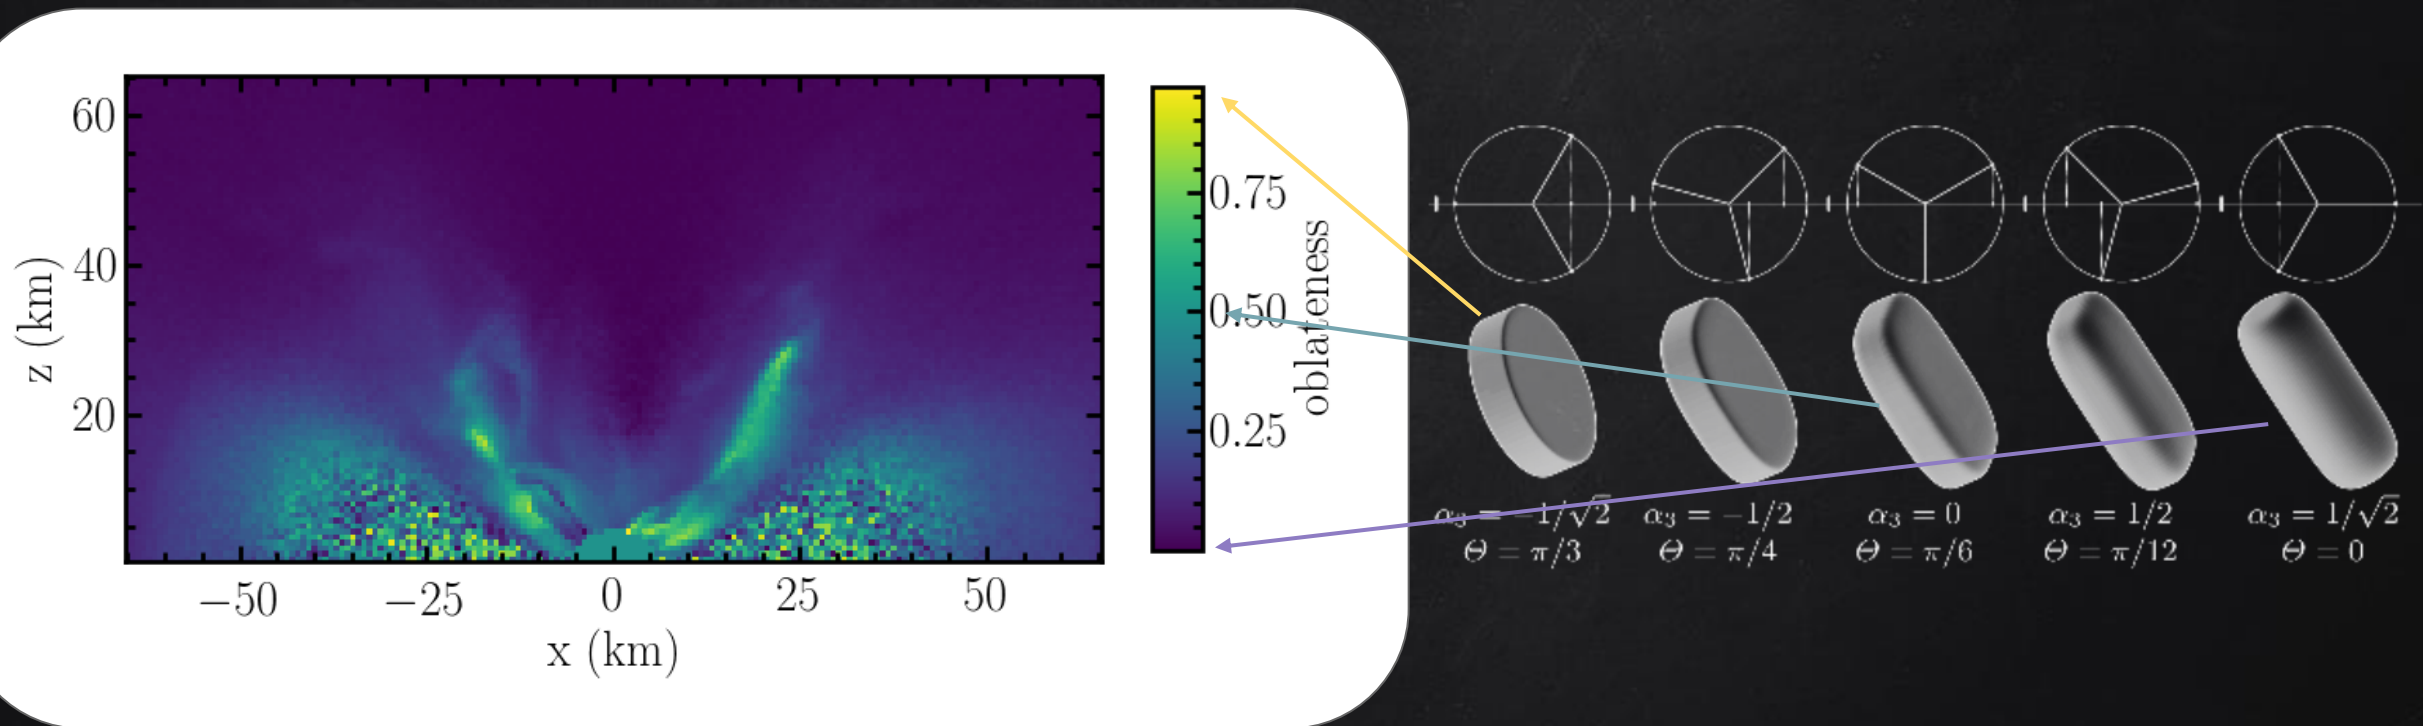 60
40
20
z (km)
−50
−25
0
25
50
x (km)
0.75
0.50
0.25
oblateness
α₃ = −1/√2
Θ = π/3
α₃ = −1/2
Θ = π/4
α₃ = 0
Θ = π/6
α₃ = 1/2
Θ = π/12
α₃ = 1/√2
Θ = 0